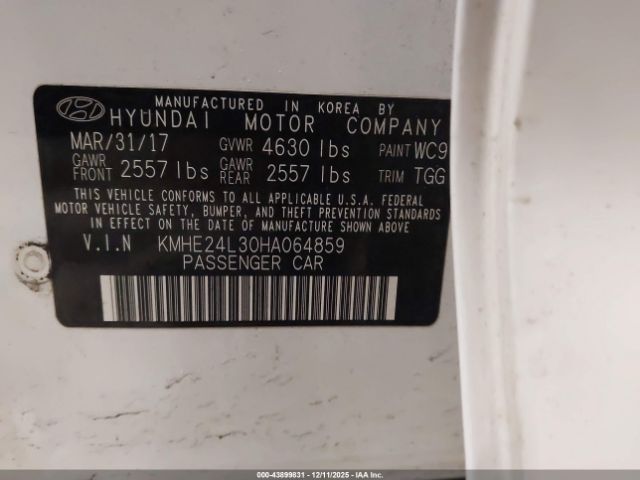 MANUFACTURED IN KOREA BY
HYUNDAI MOTOR COMPANY
MAR/31/17 GVWR 4630 lbs PAINT WC9
GAWR FRONT 2557 lbs GAWR REAR 2557 lbs TRIM TGG
THIS VEHICLE CONFORMS TO ALL APPLICABLE U.S.A. FEDERAL
MOTOR VEHICLE SAFETY, BUMPER, AND THEFT PREVENTION STANDARDS
IN EFFECT ON THE DATE OF MANUFACTURE SHOWN ABOVE.
V.I.N KMHE24L30HA064859
PASSENGER CAR
000-43899831 - 12/11/2025 - IAA Inc.